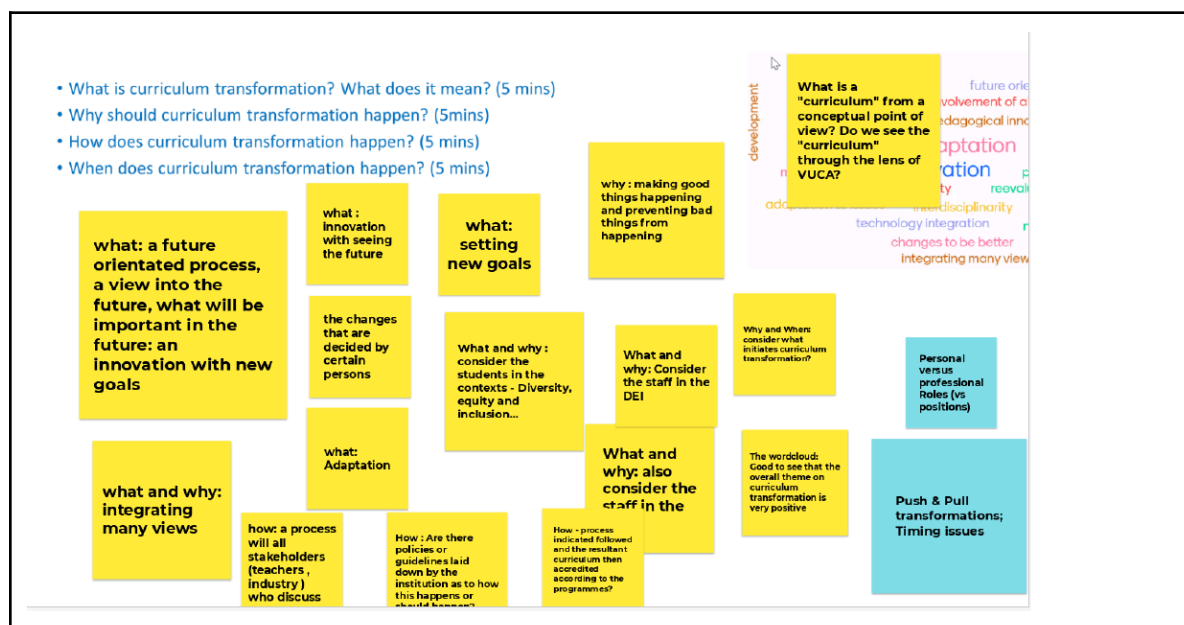 • What is curriculum transformation? What does it mean? (5 mins)
• Why should curriculum transformation happen? (5mins)
• How does curriculum transformation happen? (5 mins)
• When does curriculum transformation happen? (5 mins)
What is a
"curriculum" from a
conceptual point of
view? Do we see the
"curriculum"
through the lens of
VUCA?
development
future orie
volvement of a
edagogical inno
aptation
vation
ty
reevalu
interdisciplinarity
technology integration
changes to be better
integrating many view
what: a future
orientated process,
a view into the
future, what will be
important in the
future: an
innovation with new
goals
what :
innovation
with seeing
the future
what:
setting
new goals
why : making good
things happening
and preventing bad
things from
happening
the changes
that are
decided by
certain
persons
What and why :
consider the
students in the
contexts - Diversity,
equity and
inclusion...
What and
why: Consider
the staff in the
DEI
Why and When:
consider what
initiates curriculum
transformation?
Personal
versus
professional
Roles (vs
positions)
what and why:
integrating
many views
what:
Adaptation
What and
why: also
consider the
staff in the
The wordcloud:
Good to see that the
overall theme on
curriculum
transformation is
very positive
Push & Pull
transformations;
Timing issues
how: a process
will all
stakeholders
(teachers ,
industry )
who discuss
How : Are there
policies or
guidelines laid
down by the
institution as to how
this happens or
should happen?
How - process
indicated followed
and the resultant
curriculum then
accredited
according to the
programmes?